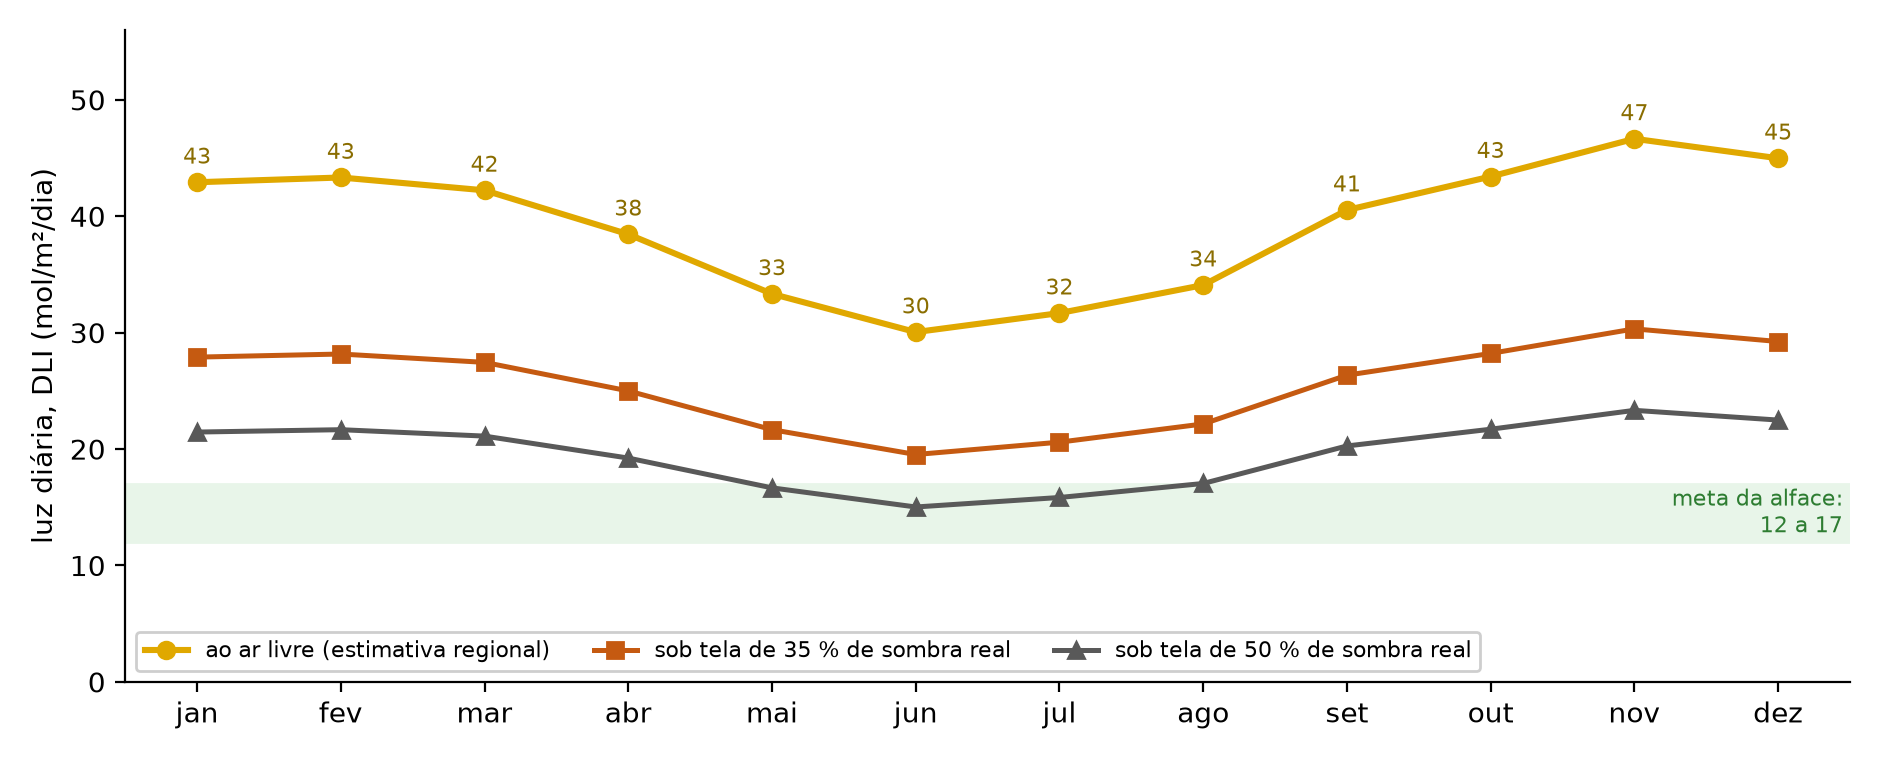 luz diária, DLI (mol/m²/dia)
50
40
30
20
10
0
43
43
42
38
33
30
32
34
41
43
47
45
meta da alface:
12 a 17
ao ar livre (estimativa regional)
sob tela de 35 % de sombra real
sob tela de 50 % de sombra real
jan
fev
mar
abr
mai
jun
jul
ago
set
out
nov
dez